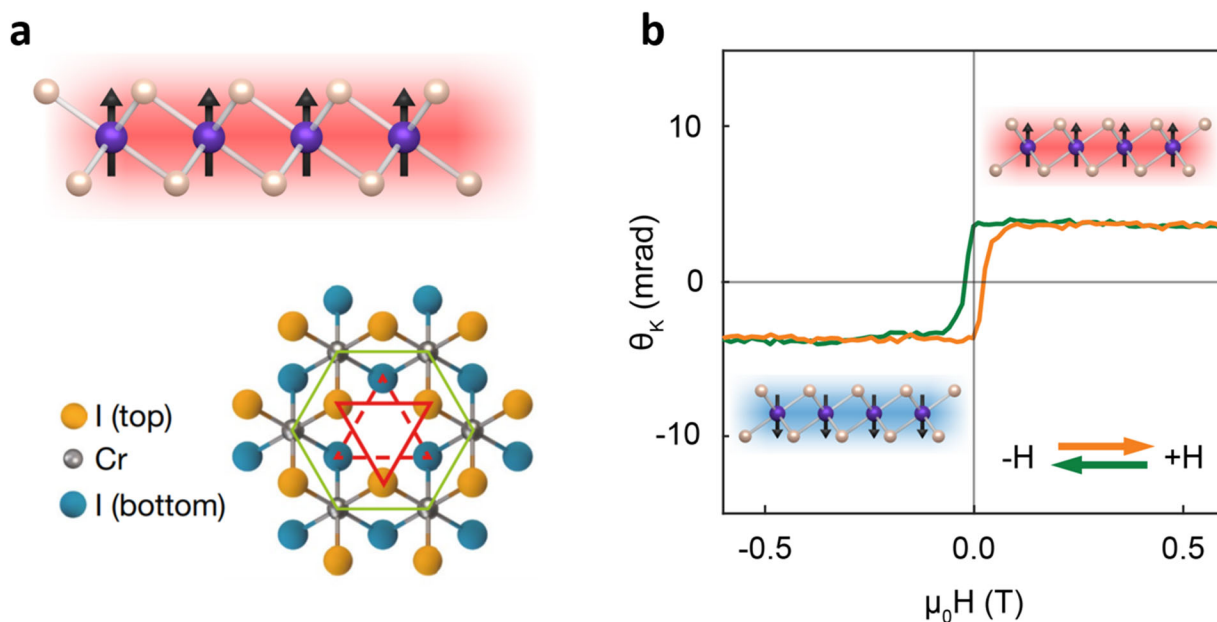 a
I (top)
Cr
I (bottom)
b
10
0
-10
θK (mrad)
-H
+H
-0.5
0.0
0.5
μ0H (T)